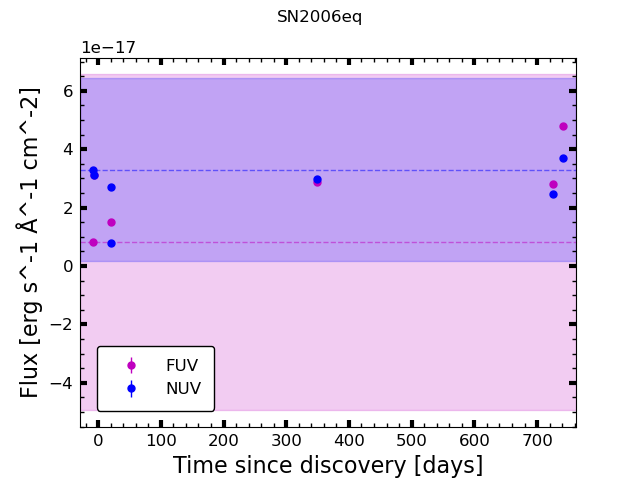 SN2006eq
1e−17
6
4
2
0
−2
−4
Flux [erg s^-1 Å^-1 cm^-2]
FUV
NUV
0 100 200 300 400 500 600 700
Time since discovery [days]